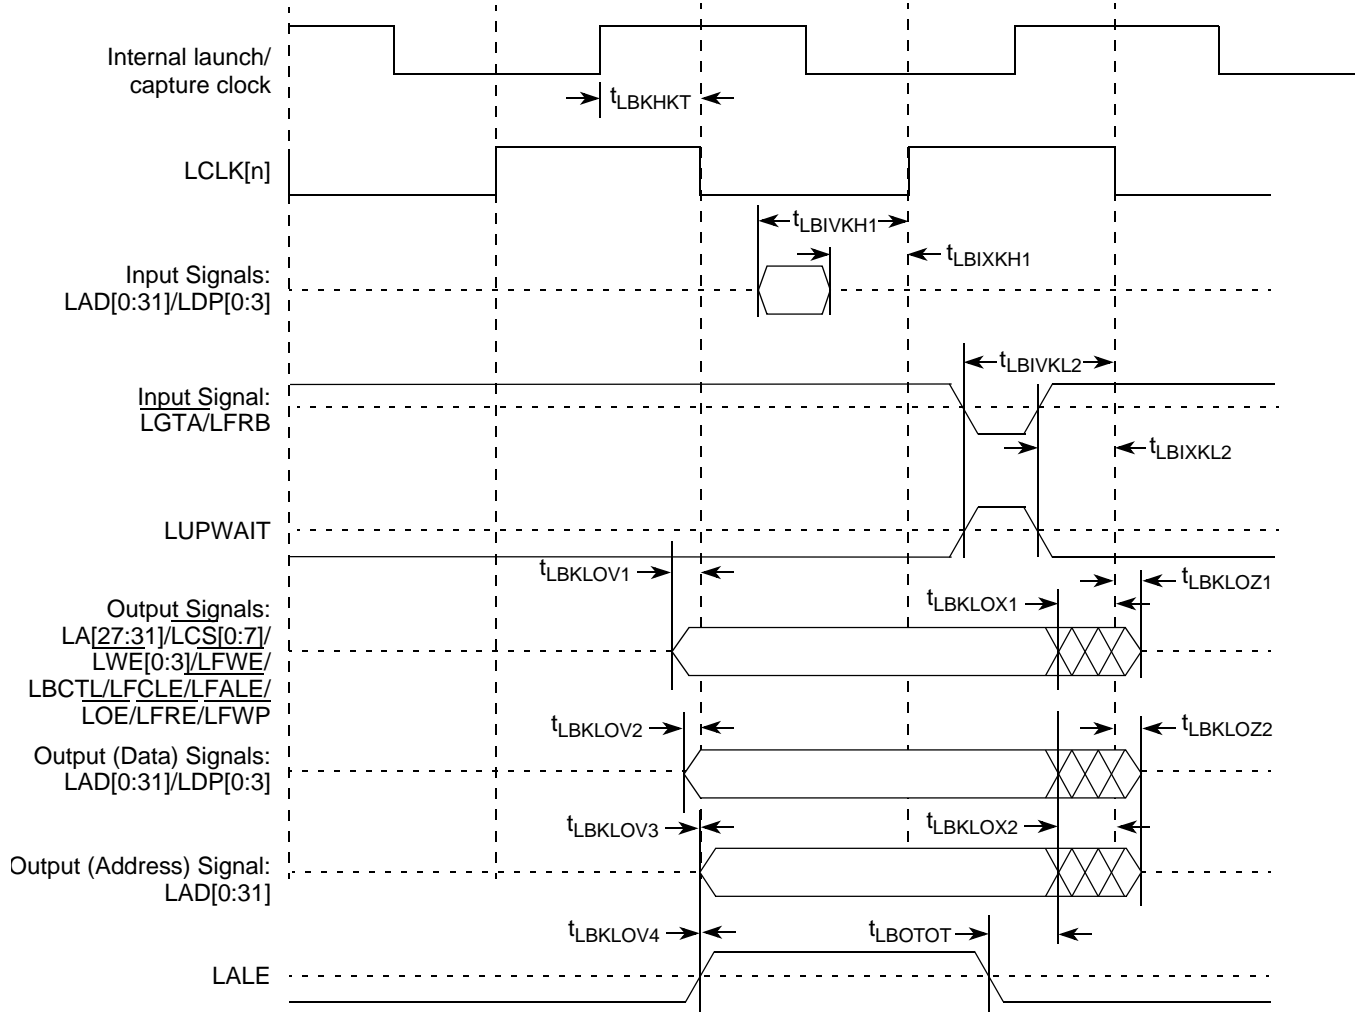 Internal launch/
capture clock
tLBKHKT
LCLK[n]
tLBIVKH1
tLBIXKH1
Input Signals:
LAD[0:31]/LDP[0:3]
tLBIVKL2
Input Signal:
LGTA/LFRB
tLBIXKL2
LUPWAIT
tLBKLOV1
tLBKLOZ1
tLBKLOX1
Output Signals:
LA[27:31]/LCS[0:7]/
LWE[0:3]/LFWE/
LBCTL/LFCLE/LFALE/
LOE/LFRE/LFWP
tLBKLOV2
tLBKLOZ2
Output (Data) Signals:
LAD[0:31]/LDP[0:3]
tLBKLOV3
tLBKLOX2
Output (Address) Signal:
LAD[0:31]
tLBKLOV4
tLBOTOT
LALE